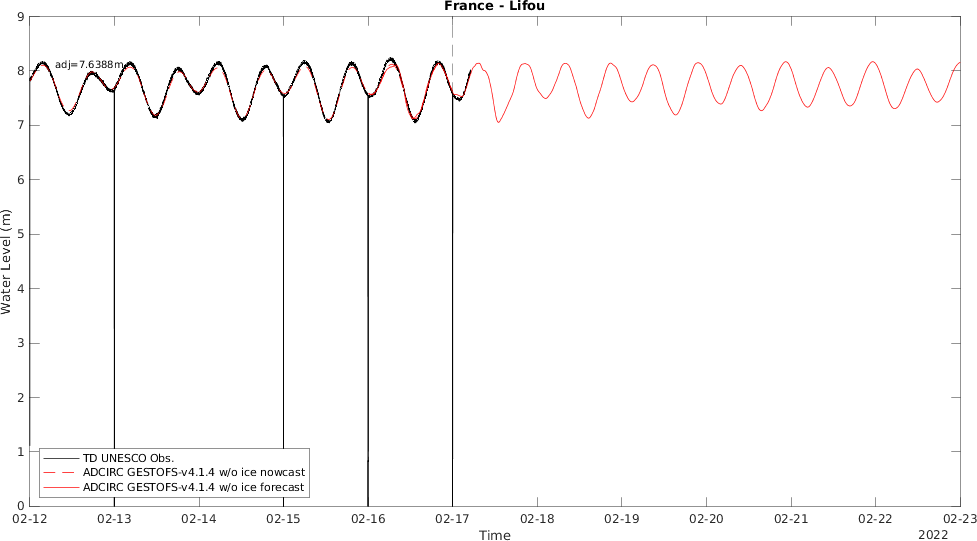 France - Lifou
9
8
7
6
5
4
3
2
1
0
Water Level (m)
adj=7.6388m
TD UNESCO Obs.
ADCIRC GESTOFS-v4.1.4 w/o ice nowcast
ADCIRC GESTOFS-v4.1.4 w/o ice forecast
02-12 02-13 02-14 02-15 02-16 02-17 02-18 02-19 02-20 02-21 02-22 02-23
Time
2022